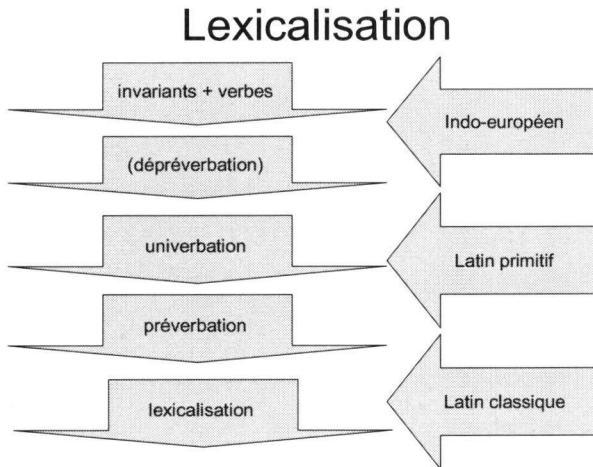 Lexicalisation
invariants + verbes
Indo-européen
(dépréverbation)
univerbation
Latin primitif
préverbation
lexicalisation
Latin classique